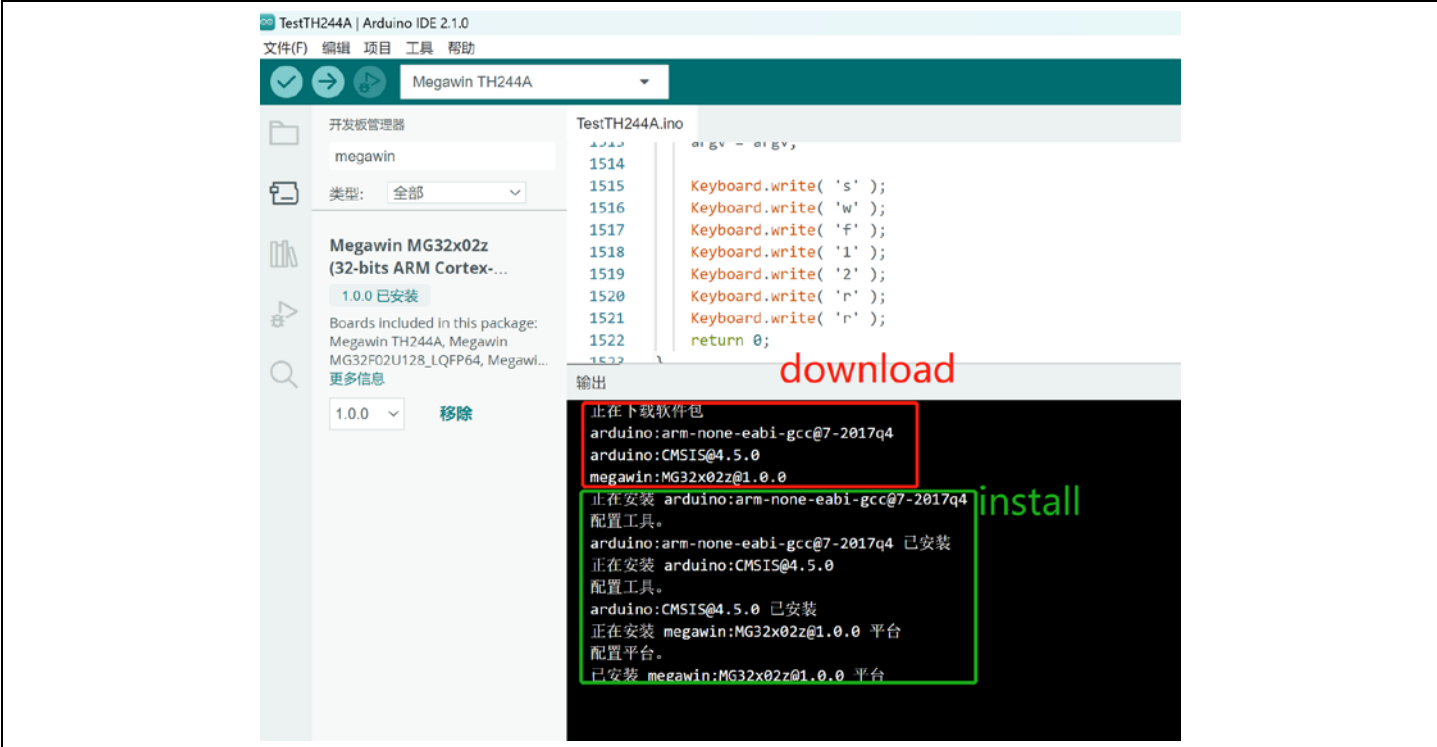 TestTH244A | Arduino IDE 2.1.0
文件(F) 编辑 项目 工具 帮助
Megawin TH244A
开发板管理器
megawin
类型: 全部
Megawin MG32x02z
(32-bits ARM Cortex-...
1.0.0 已安装
Boards included in this package:
Megawin TH244A, Megawin
MG32F02U128_LQFP64, Megawi...
更多信息
1.0.0 移除
TestTH244A.ino
1513 argv = argv;
1514
1515 Keyboard.write( 's' );
1516 Keyboard.write( 'w' );
1517 Keyboard.write( 'f' );
1518 Keyboard.write( '1' );
1519 Keyboard.write( '2' );
1520 Keyboard.write( 'r' );
1521 Keyboard.write( 'r' );
1522 return 0;
1523 }
输出
download
正在下载软件包
arduino:arm-none-eabi-gcc@7-2017q4
arduino:CMSIS@4.5.0
megawin:MG32x02z@1.0.0
install
正在安装 arduino:arm-none-eabi-gcc@7-2017q4
配置工具。
arduino:arm-none-eabi-gcc@7-2017q4 已安装
正在安装 arduino:CMSIS@4.5.0
配置工具。
arduino:CMSIS@4.5.0 已安装
正在安装 megawin:MG32x02z@1.0.0 平台
配置平台。
已安装 megawin:MG32x02z@1.0.0 平台